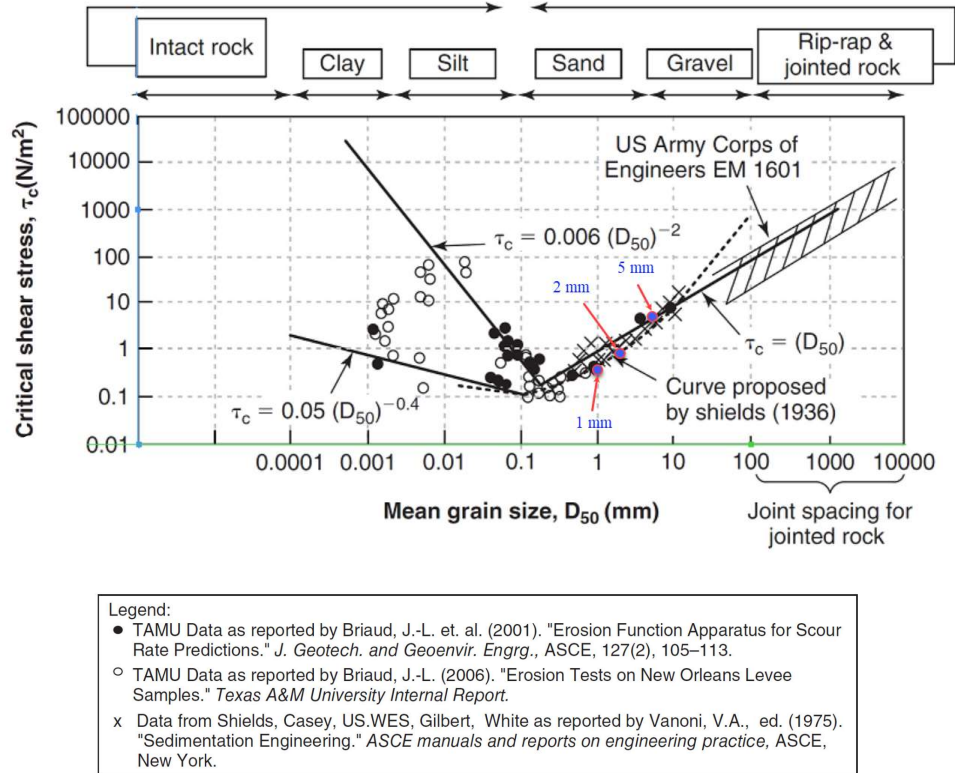 Intact rock
Clay
Silt
Sand
Gravel
Rip-rap &
jointed rock
Critical shear stress, τc(N/m²)
100000
10000
1000
100
10
1
0.1
0.01
US Army Corps of
Engineers EM 1601
τc = 0.006 (D50)⁻²
5 mm
2 mm
τc = (D50)
Curve proposed
by shields (1936)
τc = 0.05 (D50)⁻⁰·⁴
1 mm
0.0001 0.001 0.01 0.1 1 10 100 1000 10000
Mean grain size, D50 (mm)
Joint spacing for
jointed rock
Legend:
● TAMU Data as reported by Briaud, J.-L. et. al. (2001). "Erosion Function Apparatus for Scour
Rate Predictions." J. Geotech. and Geoenvir. Engrg., ASCE, 127(2), 105–113.
○ TAMU Data as reported by Briaud, J.-L. (2006). "Erosion Tests on New Orleans Levee
Samples." Texas A&M University Internal Report.
x Data from Shields, Casey, US.WES, Gilbert, White as reported by Vanoni, V.A., ed. (1975).
"Sedimentation Engineering." ASCE manuals and reports on engineering practice, ASCE,
New York.